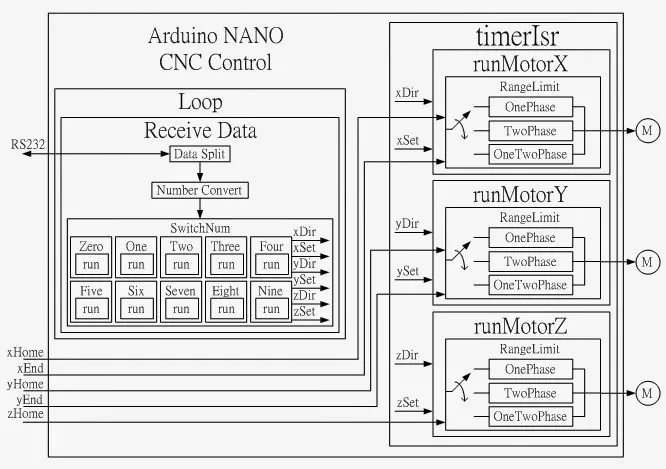 Arduino NANO
CNC Control
Loop
Receive Data
RS232
Data Split
Number Convert
SwitchNum
Zero
One
Two
Three
Four
run
run
run
run
run
Five
Six
Seven
Eight
Nine
run
run
run
run
run
xDir
xSet
yDir
ySet
zDir
zSet
xHome
xEnd
yHome
yEnd
zHome
timerIsr
runMotorX
xDir
xSet
RangeLimit
OnePhase
TwoPhase
OneTwoPhase
M
runMotorY
yDir
ySet
RangeLimit
OnePhase
TwoPhase
OneTwoPhase
M
runMotorZ
zDir
zSet
RangeLimit
OnePhase
TwoPhase
OneTwoPhase
M